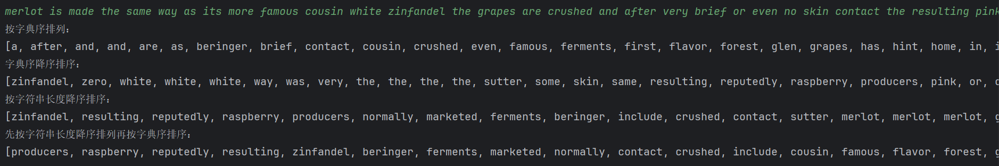 merlot is made the same way as its more famous cousin white zinfandel the grapes are crushed and after very brief or even no skin contact the resulting pink
按字典序排列：
[a, after, and, and, are, as, beringer, brief, contact, cousin, crushed, even, famous, ferments, first, flavor, forest, glen, grapes, has, hint, home, in,
字典序降序排序：
[zinfandel, zero, white, white, white, way, was, very, the, the, the, the, sutter, some, skin, same, resulting, reputedly, raspberry, producers, pink, or,
按字符串长度降序排序：
[zinfandel, resulting, reputedly, raspberry, producers, normally, marketed, ferments, beringer, include, crushed, contact, sutter, merlot, merlot, merlot,
先按字符串长度降序排列再按字典序排序：
[producers, raspberry, reputedly, resulting, zinfandel, beringer, ferments, marketed, normally, contact, crushed, include, cousin, famous, flavor, forest,